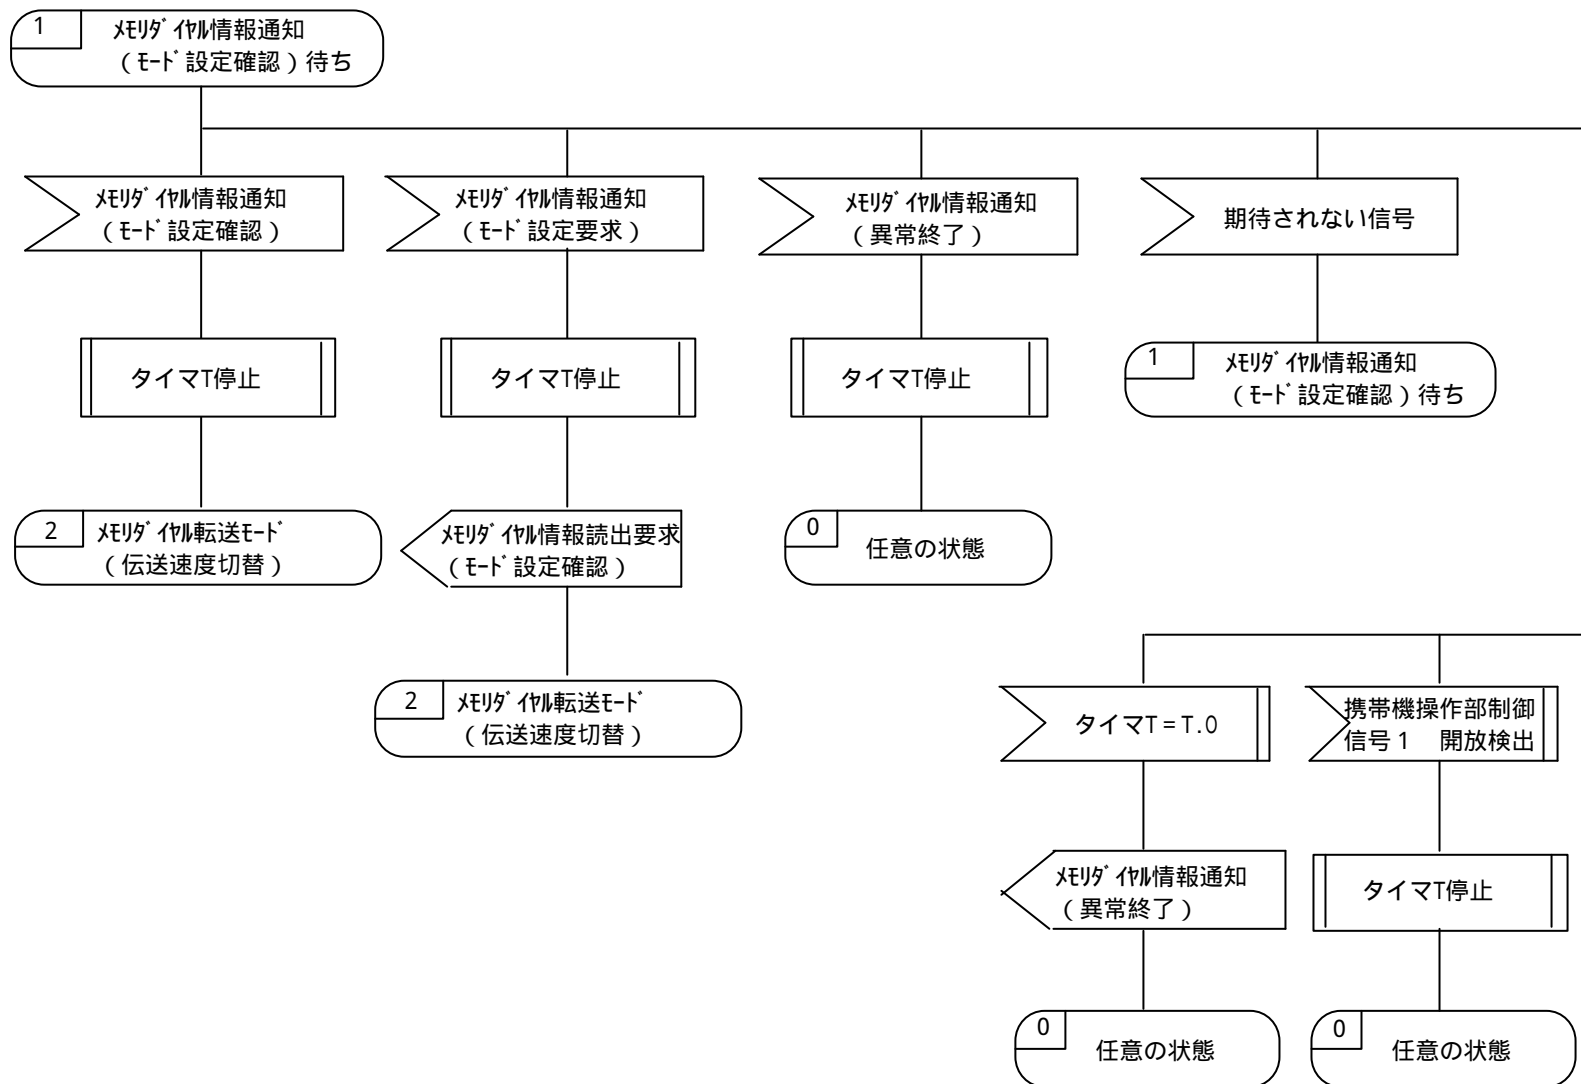 1
ﾒﾓﾘﾀﾞｲﾔﾙ情報通知
（ﾓｰﾄﾞ設定確認）待ち
ﾒﾓﾘﾀﾞｲﾔﾙ情報通知
（ﾓｰﾄﾞ設定確認）
ﾒﾓﾘﾀﾞｲﾔﾙ情報通知
（ﾓｰﾄﾞ設定要求）
ﾒﾓﾘﾀﾞｲﾔﾙ情報通知
（異常終了）
期待されない信号
タイマT停止
タイマT停止
タイマT停止
1
ﾒﾓﾘﾀﾞｲﾔﾙ情報通知
（ﾓｰﾄﾞ設定確認）待ち
2
ﾒﾓﾘﾀﾞｲﾔﾙ転送ﾓｰﾄﾞ
（伝送速度切替）
ﾒﾓﾘﾀﾞｲﾔﾙ情報読出要求
（ﾓｰﾄﾞ設定確認）
0
任意の状態
2
ﾒﾓﾘﾀﾞｲﾔﾙ転送ﾓｰﾄﾞ
（伝送速度切替）
タイマT＝T.O
携帯機操作部制御
信号１　開放検出
ﾒﾓﾘﾀﾞｲﾔﾙ情報通知
（異常終了）
タイマT停止
0
任意の状態
0
任意の状態